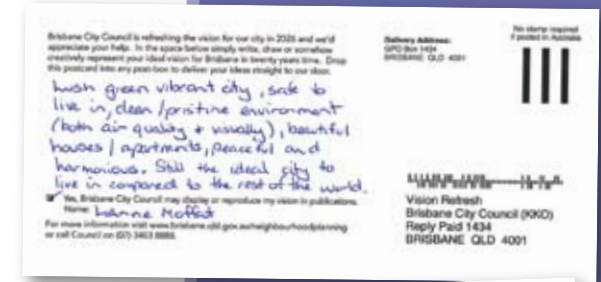 Brisbane City Council is refreshing the vision for our city in 2026 and we'd
appreciate your help. In the space below simply write, draw or somehow
creatively represent your ideal vision for Brisbane in twenty years time. Drop
this postcard into any post-box to deliver your ideas straight to our door.
Lush green vibrant city, safe to
live in, clean/pristine environment
(both air quality + visually), beautiful
houses / apartments, peaceful and
harmonious. Still the ideal city to
live in compared to the rest of the world.
Yes, Brisbane City Council may display or reproduce my vision in publications.
Name: Moffat
For more information visit www.brisbane.qld.gov.au/neighbourhoodplanning
or call Council on (07) 3403 8888.
Delivery Address:
GPO Box 1434
BRISBANE QLD 4001
No stamp required
if posted in Australia
Vision Refresh
Brisbane City Council (KKO)
Reply Paid 1434
BRISBANE QLD 4001